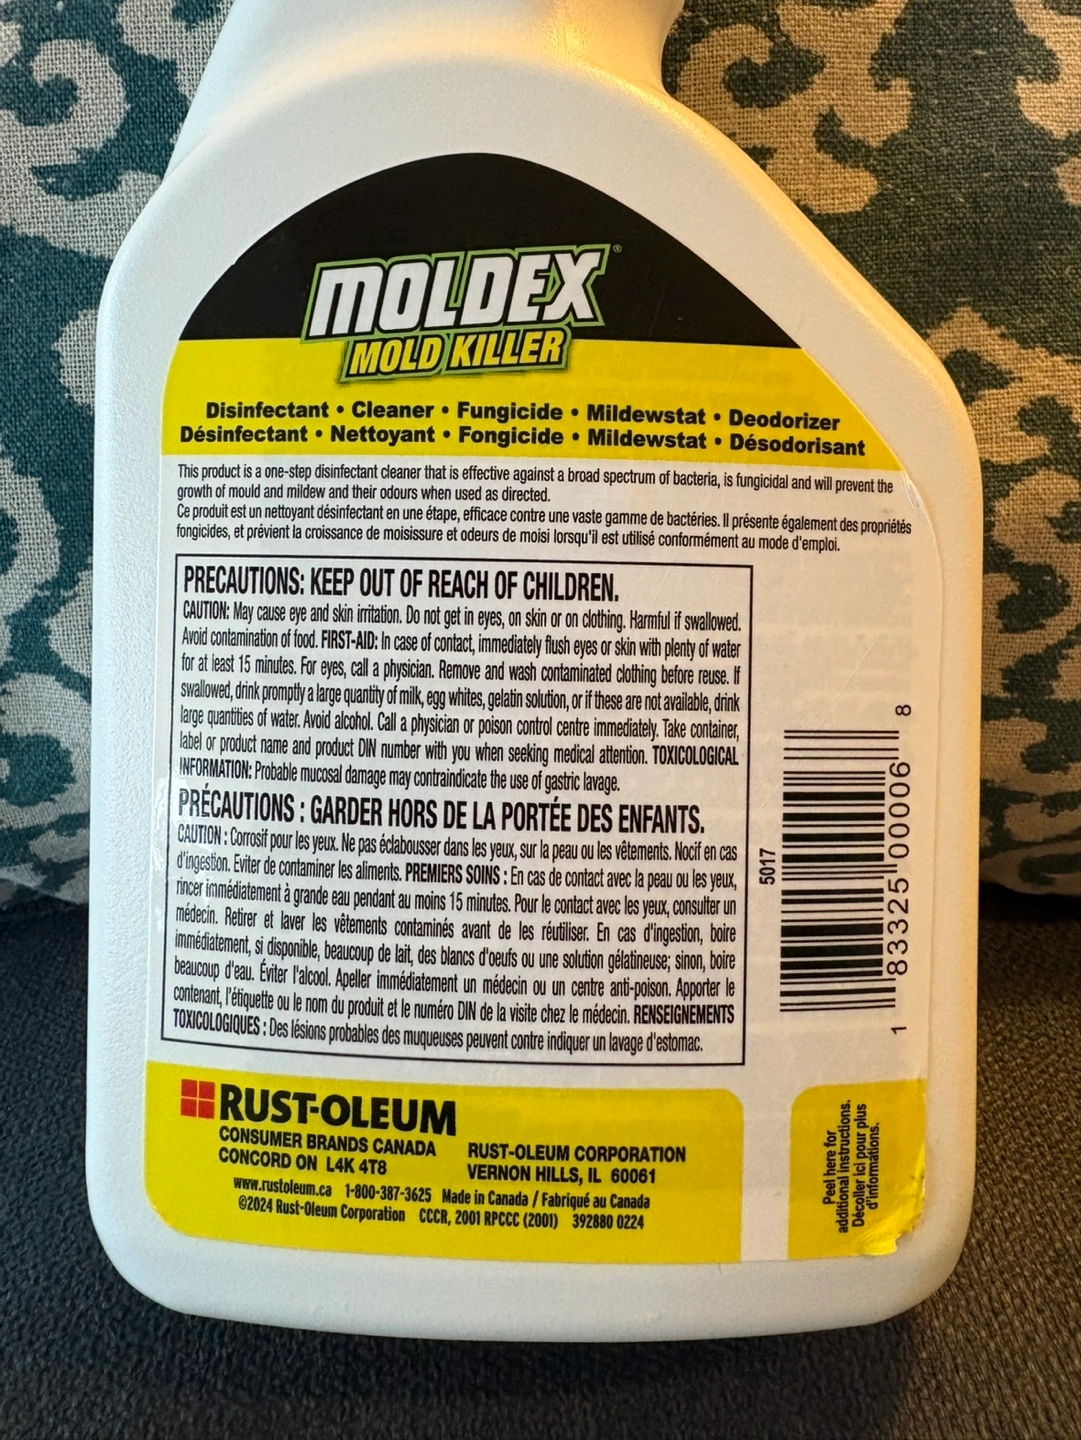 MOLDEX®
MOLD KILLER
Disinfectant • Cleaner • Fungicide • Mildewstat • Deodorizer
Désinfectant • Nettoyant • Fongicide • Mildewstat • Désodorisant
This product is a one-step disinfectant cleaner that is effective against a broad spectrum of bacteria, is fungicidal and will prevent the
growth of mould and mildew and their odours when used as directed.
Ce produit est un nettoyant désinfectant en une étape, efficace contre une vaste gamme de bactéries. Il présente également des propriétés
fongicides, et prévient la croissance de moisissure et odeurs de moisi lorsqu'il est utilisé conformément au mode d'emploi.
PRECAUTIONS: KEEP OUT OF REACH OF CHILDREN.
CAUTION: May cause eye and skin irritation. Do not get in eyes, on skin or on clothing. Harmful if swallowed.
Avoid contamination of food. FIRST-AID: In case of contact, immediately flush eyes or skin with plenty of water
for at least 15 minutes. For eyes, call a physician. Remove and wash contaminated clothing before reuse. If
swallowed, drink promptly a large quantity of milk, egg whites, gelatin solution, or if these are not available, drink
large quantities of water. Avoid alcohol. Call a physician or poison control centre immediately. Take container,
label or product name and product DIN number with you when seeking medical attention. TOXICOLOGICAL
INFORMATION: Probable mucosal damage may contraindicate the use of gastric lavage.
PRÉCAUTIONS : GARDER HORS DE LA PORTÉE DES ENFANTS.
CAUTION : Corrosif pour les yeux. Ne pas éclabousser dans les yeux, sur la peau ou les vêtements. Nocif en cas
d'ingestion. Eviter de contaminer les aliments. PREMIERS SOINS : En cas de contact avec la peau ou les yeux,
rincer immédiatement à grande eau pendant au moins 15 minutes. Pour le contact avec les yeux, consulter un
médecin. Retirer et laver les vêtements contaminés avant de les réutiliser. En cas d'ingestion, boire
immédiatement, si disponible, beaucoup de lait, des blancs d'oeufs ou une solution gélatineuse; sinon, boire
beaucoup d'eau. Éviter l'alcool. Apeller immédiatement un médecin ou un centre anti-poison. Apporter le
contenant, l'étiquette ou le nom du produit et le numéro DIN de la visite chez le médecin. RENSEIGNEMENTS
TOXICOLOGIQUES : Des lésions probables des muqueuses peuvent contre indiquer un lavage d'estomac.
5017
1 83325 00006 8
RUST-OLEUM
CONSUMER BRANDS CANADA
CONCORD ON L4K 4T8
RUST-OLEUM CORPORATION
VERNON HILLS, IL 60061
www.rustoleum.ca 1-800-387-3625 Made in Canada / Fabriqué au Canada
©2024 Rust-Oleum Corporation CCCR, 2001 RPCCC (2001) 392880 0224
Peel here for
additional instructions.
Décoller ici pour plus
d'informations.